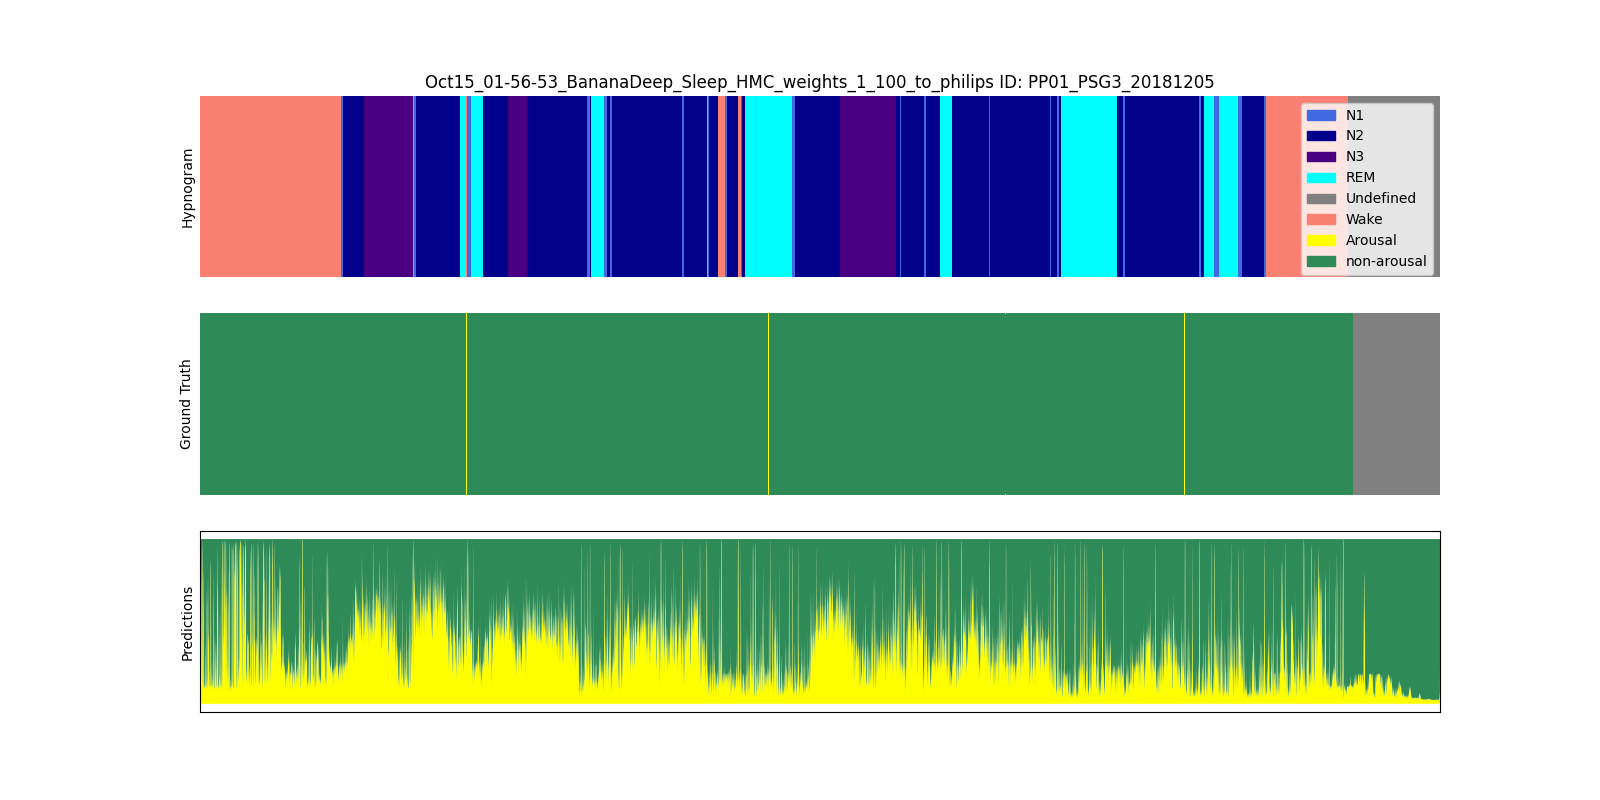 Oct15_01-56-53_BananaDeep_Sleep_HMC_weights_1_100_to_philips ID: PP01_PSG3_20181205
Hypnogram
N1
N2
N3
REM
Undefined
Wake
Arousal
non-arousal
Ground Truth
Predictions